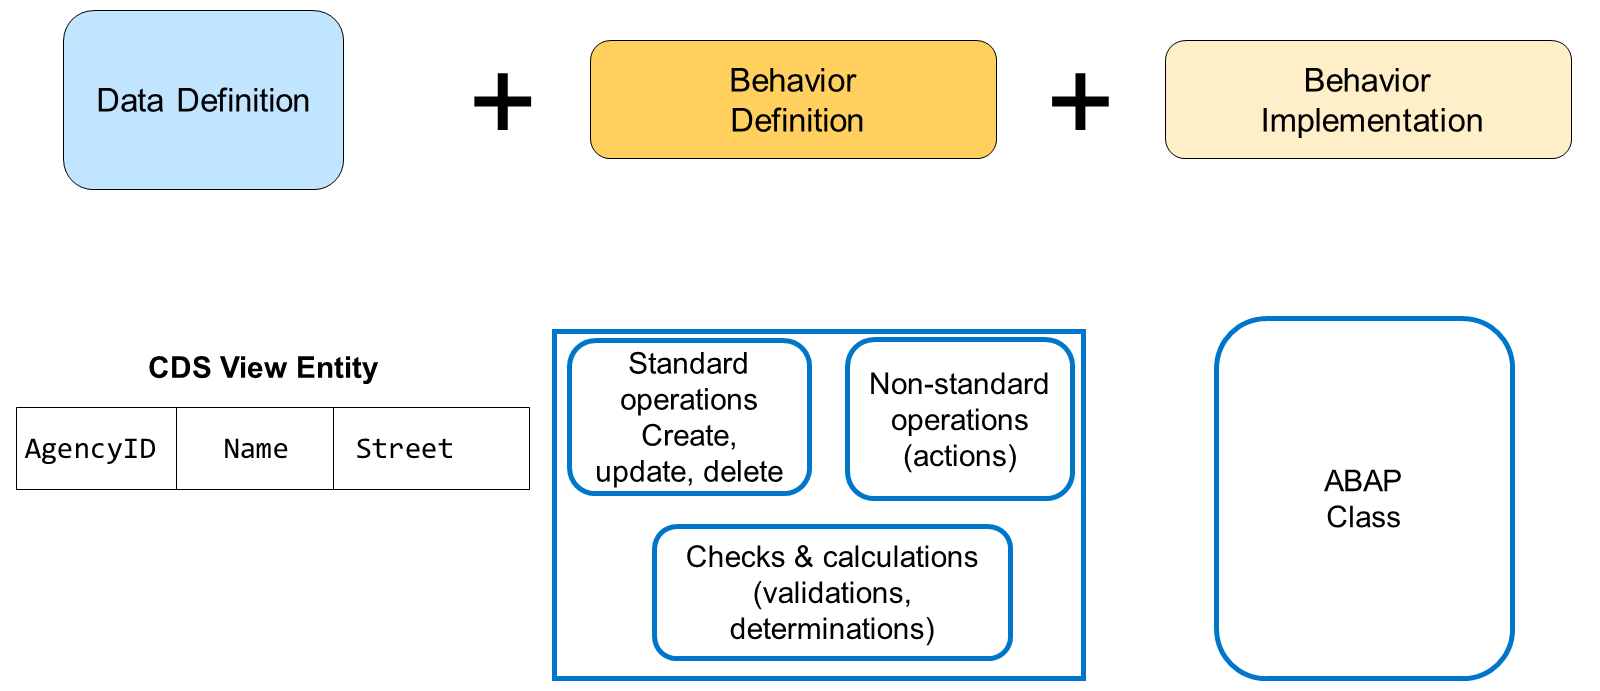 Data Definition
+
Behavior
Definition
+
Behavior
Implementation
CDS View Entity
AgencyID
Name
Street
Standard
operations
Create,
update, delete
Non-standard
operations
(actions)
Checks & calculations
(validations,
determinations)
ABAP
Class